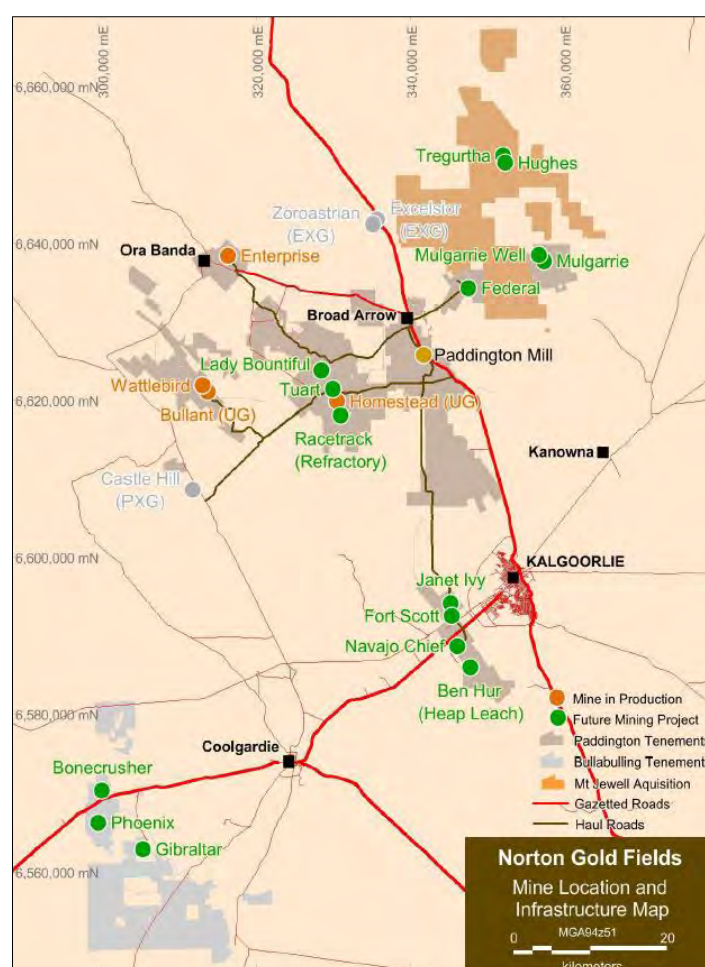 300,000 mE
320,000 mE
340,000 mE
360,000 mE
6,660,000 mN
Tregurtha
Hughes
Zoroastrian
(EXG)
Excelsior
(EXG)
6,640,000 mN
Ora Banda
Enterprise
Mulgarrie Well
Mulgarrie
Federal
Broad Arrow
Paddington Mill
Lady Bountiful
Wattlebird
Tuart
Bullant (UG)
Homestead (UG)
6,620,000 mN
Racetrack
(Refractory)
Kanowna
Castle Hill
(PXG)
6,600,000 mN
KALGOORLIE
Janet Ivy
Fort Scott
Navajo Chief
Ben Hur
(Heap Leach)
6,580,000 mN
Coolgardie
Bonecrusher
Phoenix
Gibraltar
6,560,000 mN
Mine in Production
Future Mining Project
Paddington Tenements
Bullabulling Tenement
Mt Jewell Aquisition
Gazetted Roads
Haul Roads
Norton Gold Fields
Mine Location and
Infrastructure Map
MGA94z51
0 20
kilometers